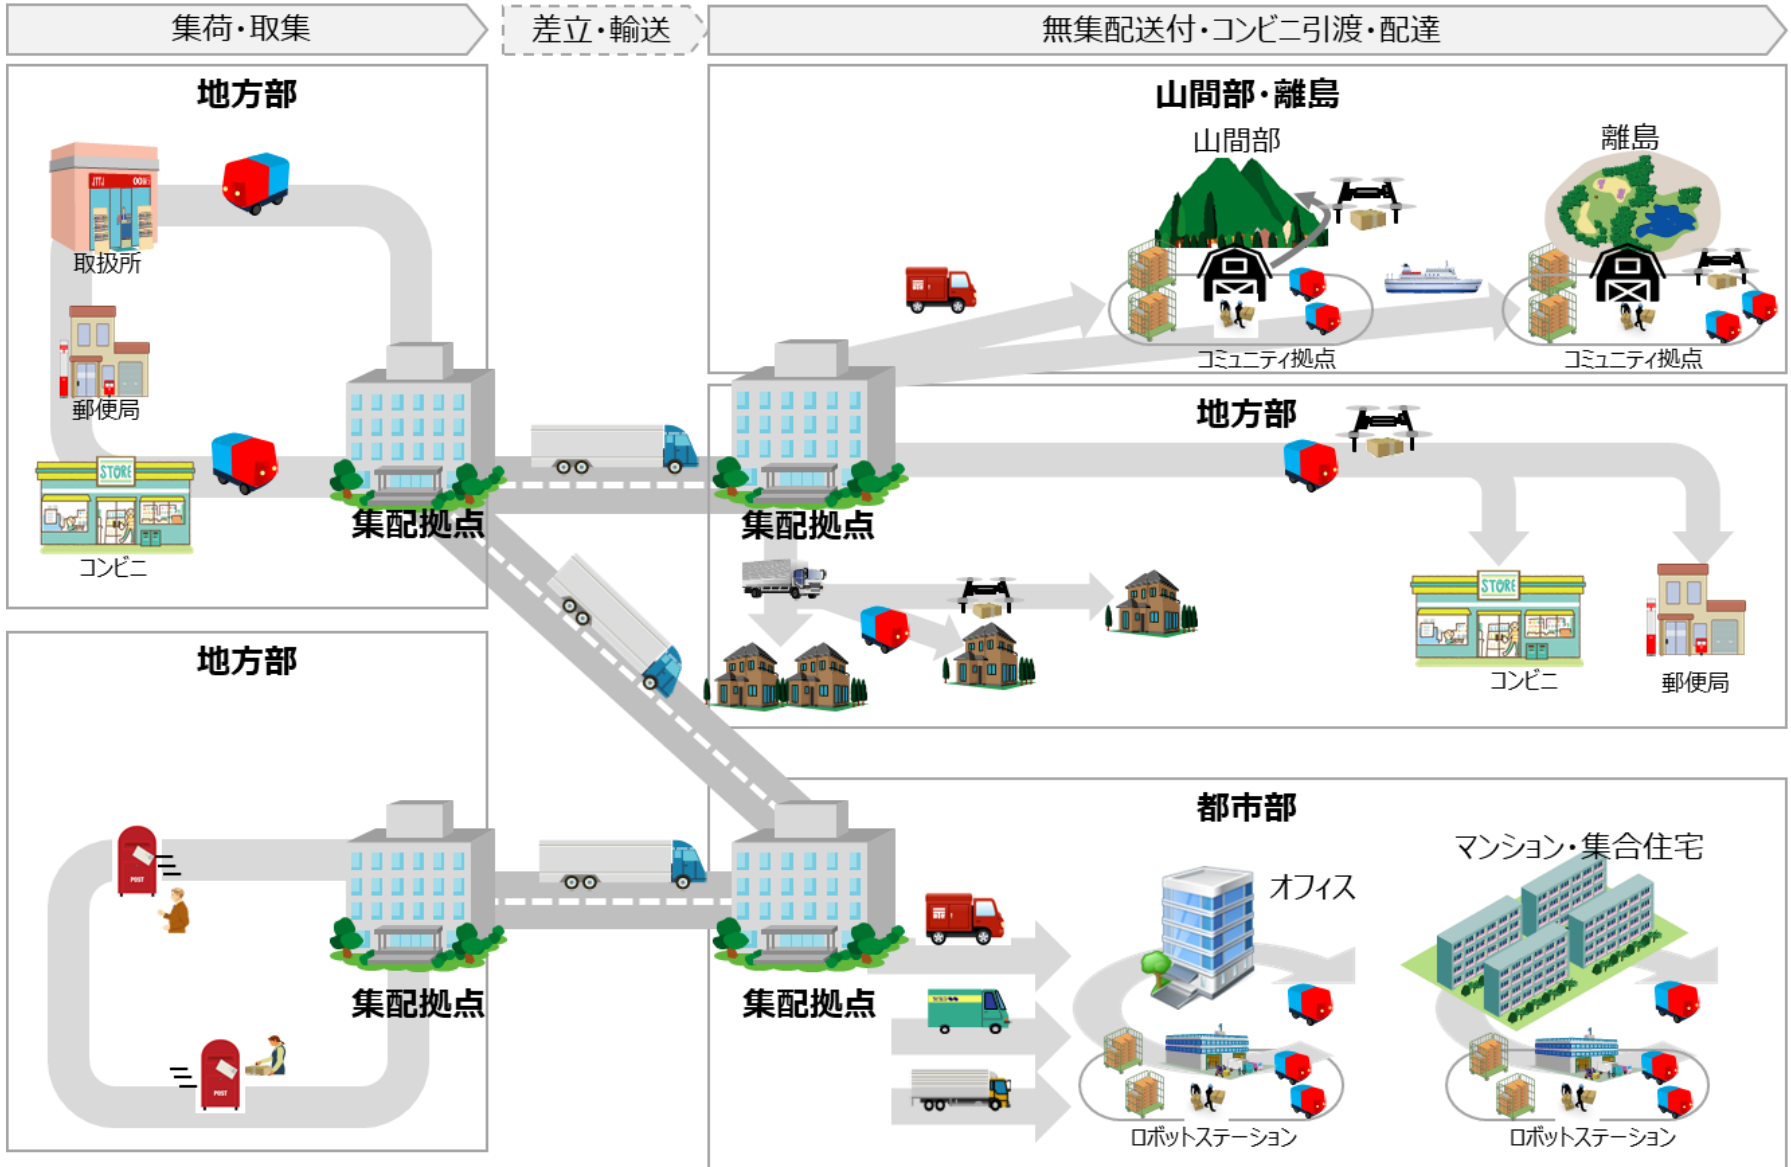 集荷・取集
差立・輸送
無集配送付・コンビニ引渡・配達
地方部
取扱所
郵便局
STORE
コンビニ
集配拠点
地方部
POST
POST
集配拠点
山間部・離島
山間部
離島
コミュニティ拠点
コミュニティ拠点
集配拠点
地方部
STORE
コンビニ
郵便局
都市部
集配拠点
オフィス
マンション・集合住宅
ロボットステーション
ロボットステーション